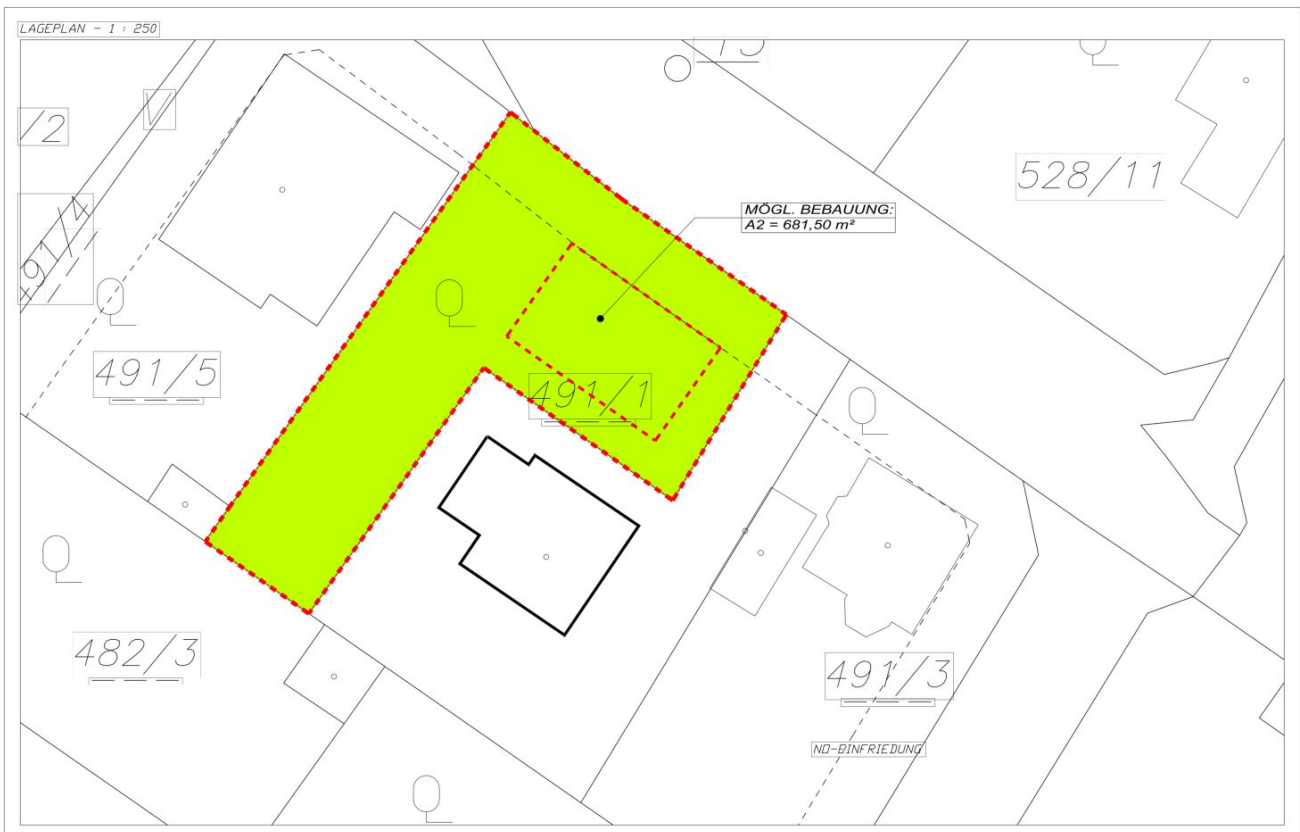 LAGEPLAN - 1 : 250
/2
528/11
MÖGL. BEBAUUNG:
A2 = 681,50 m²
491/5
491/1
482/3
491/3
NO-EINFRIEDUNG